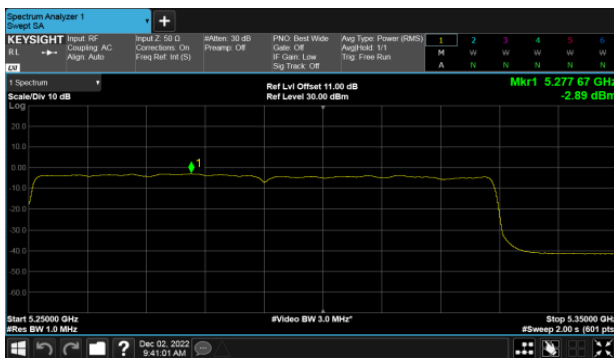 Spectrum Analyzer 1
Swept SA
+
KEYSIGHT Input: RF Input Z: 50 Ω #Atten: 30 dB PNO: Best Wide Avg Type: Power (RMS) 1 2 3 4 5 6
RL Coupling: AC Corrections: On Preamp: Off Gate: Off Avg|Hold: 1/1 M W W W W W
Align: Auto Freq Ref: Int (S) IF Gain: Low Trig: Free Run
LXI Sig Track: Off A N N N N N
1 Spectrum Ref Lvl Offset 11.00 dB Mkr1 5.277 67 GHz
Scale/Div 10 dB Ref Level 30.00 dBm -2.89 dBm
Log
20.0
10.0
0.00
1
-10.0
-20.0
-30.0
-40.0
-50.0
-60.0
Start 5.25000 GHz #Video BW 3.0 MHz* Stop 5.35000 GHz
#Res BW 1.0 MHz #Sweep 2.00 s (601 pts)
? Dec 02, 2022
9:41:01 AM